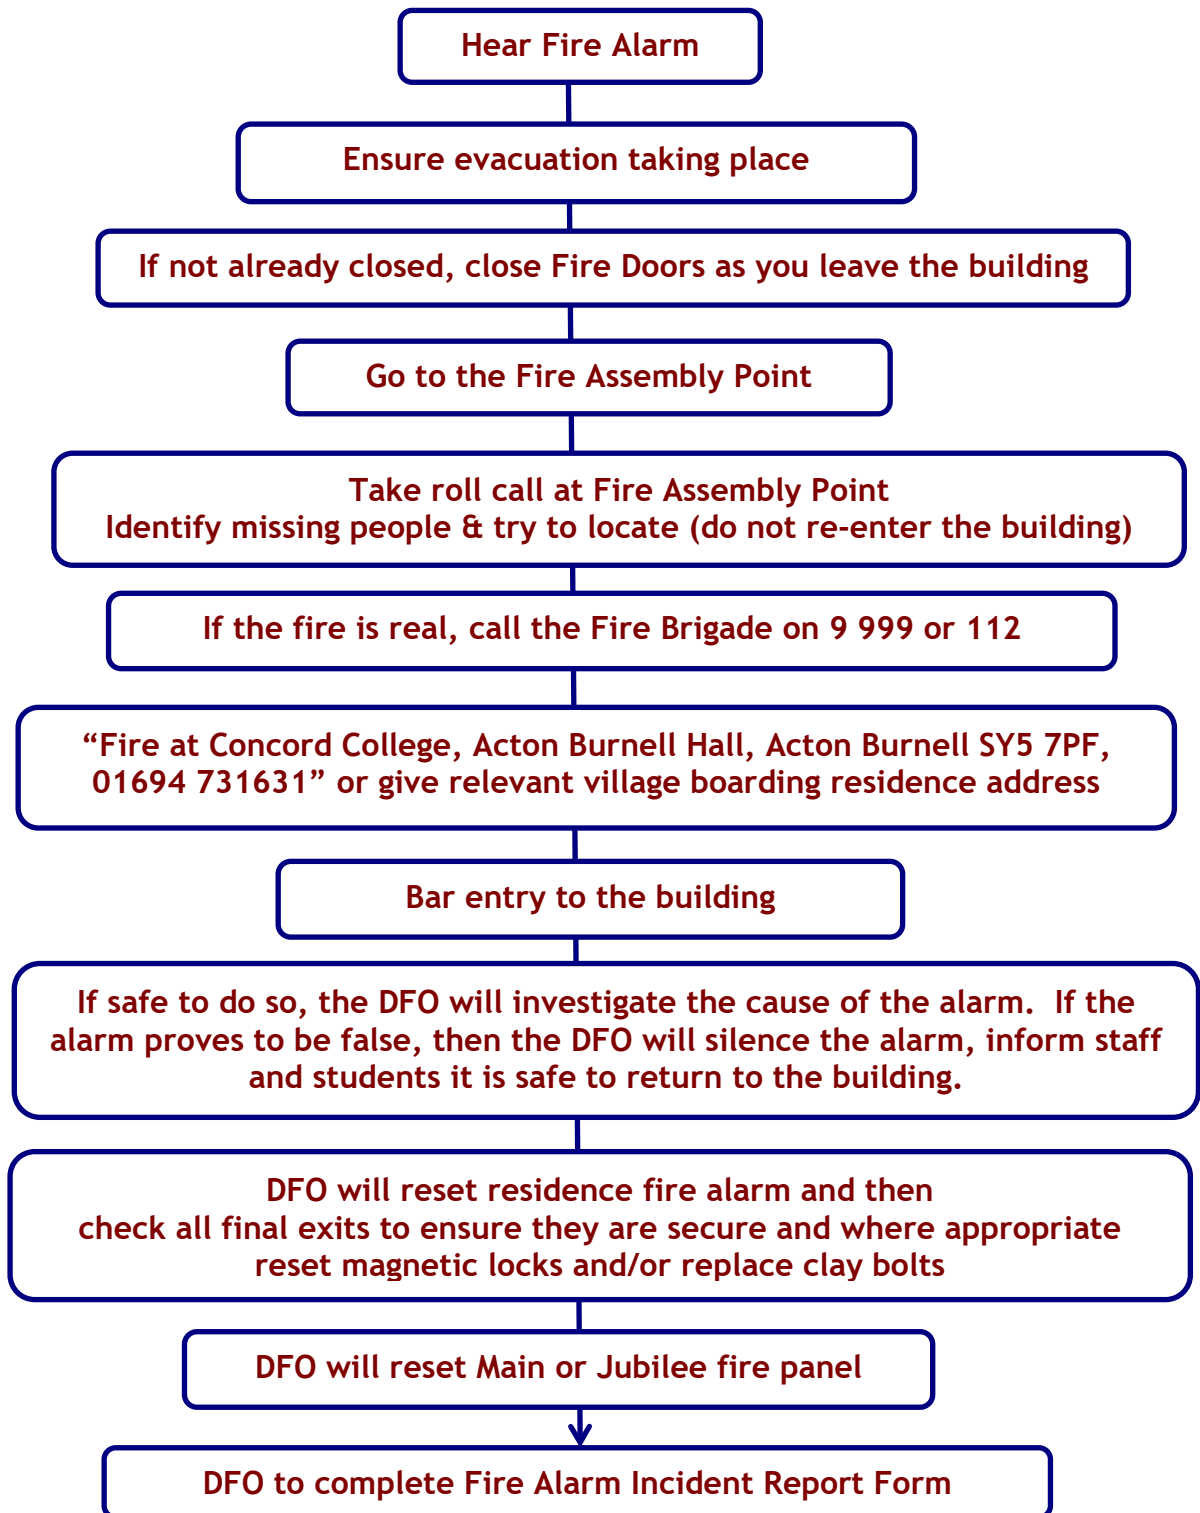 Hear Fire Alarm
Ensure evacuation taking place
If not already closed, close Fire Doors as you leave the building
Go to the Fire Assembly Point
Take roll call at Fire Assembly Point
Identify missing people & try to locate (do not re-enter the building)
If the fire is real, call the Fire Brigade on 9 999 or 112
“Fire at Concord College, Acton Burnell Hall, Acton Burnell SY5 7PF,
01694 731631” or give relevant village boarding residence address
Bar entry to the building
If safe to do so, the DFO will investigate the cause of the alarm.  If the
alarm proves to be false, then the DFO will silence the alarm, inform staff
and students it is safe to return to the building.
DFO will reset residence fire alarm and then
check all final exits to ensure they are secure and where appropriate
reset magnetic locks and/or replace clay bolts
DFO will reset Main or Jubilee fire panel
DFO to complete Fire Alarm Incident Report Form